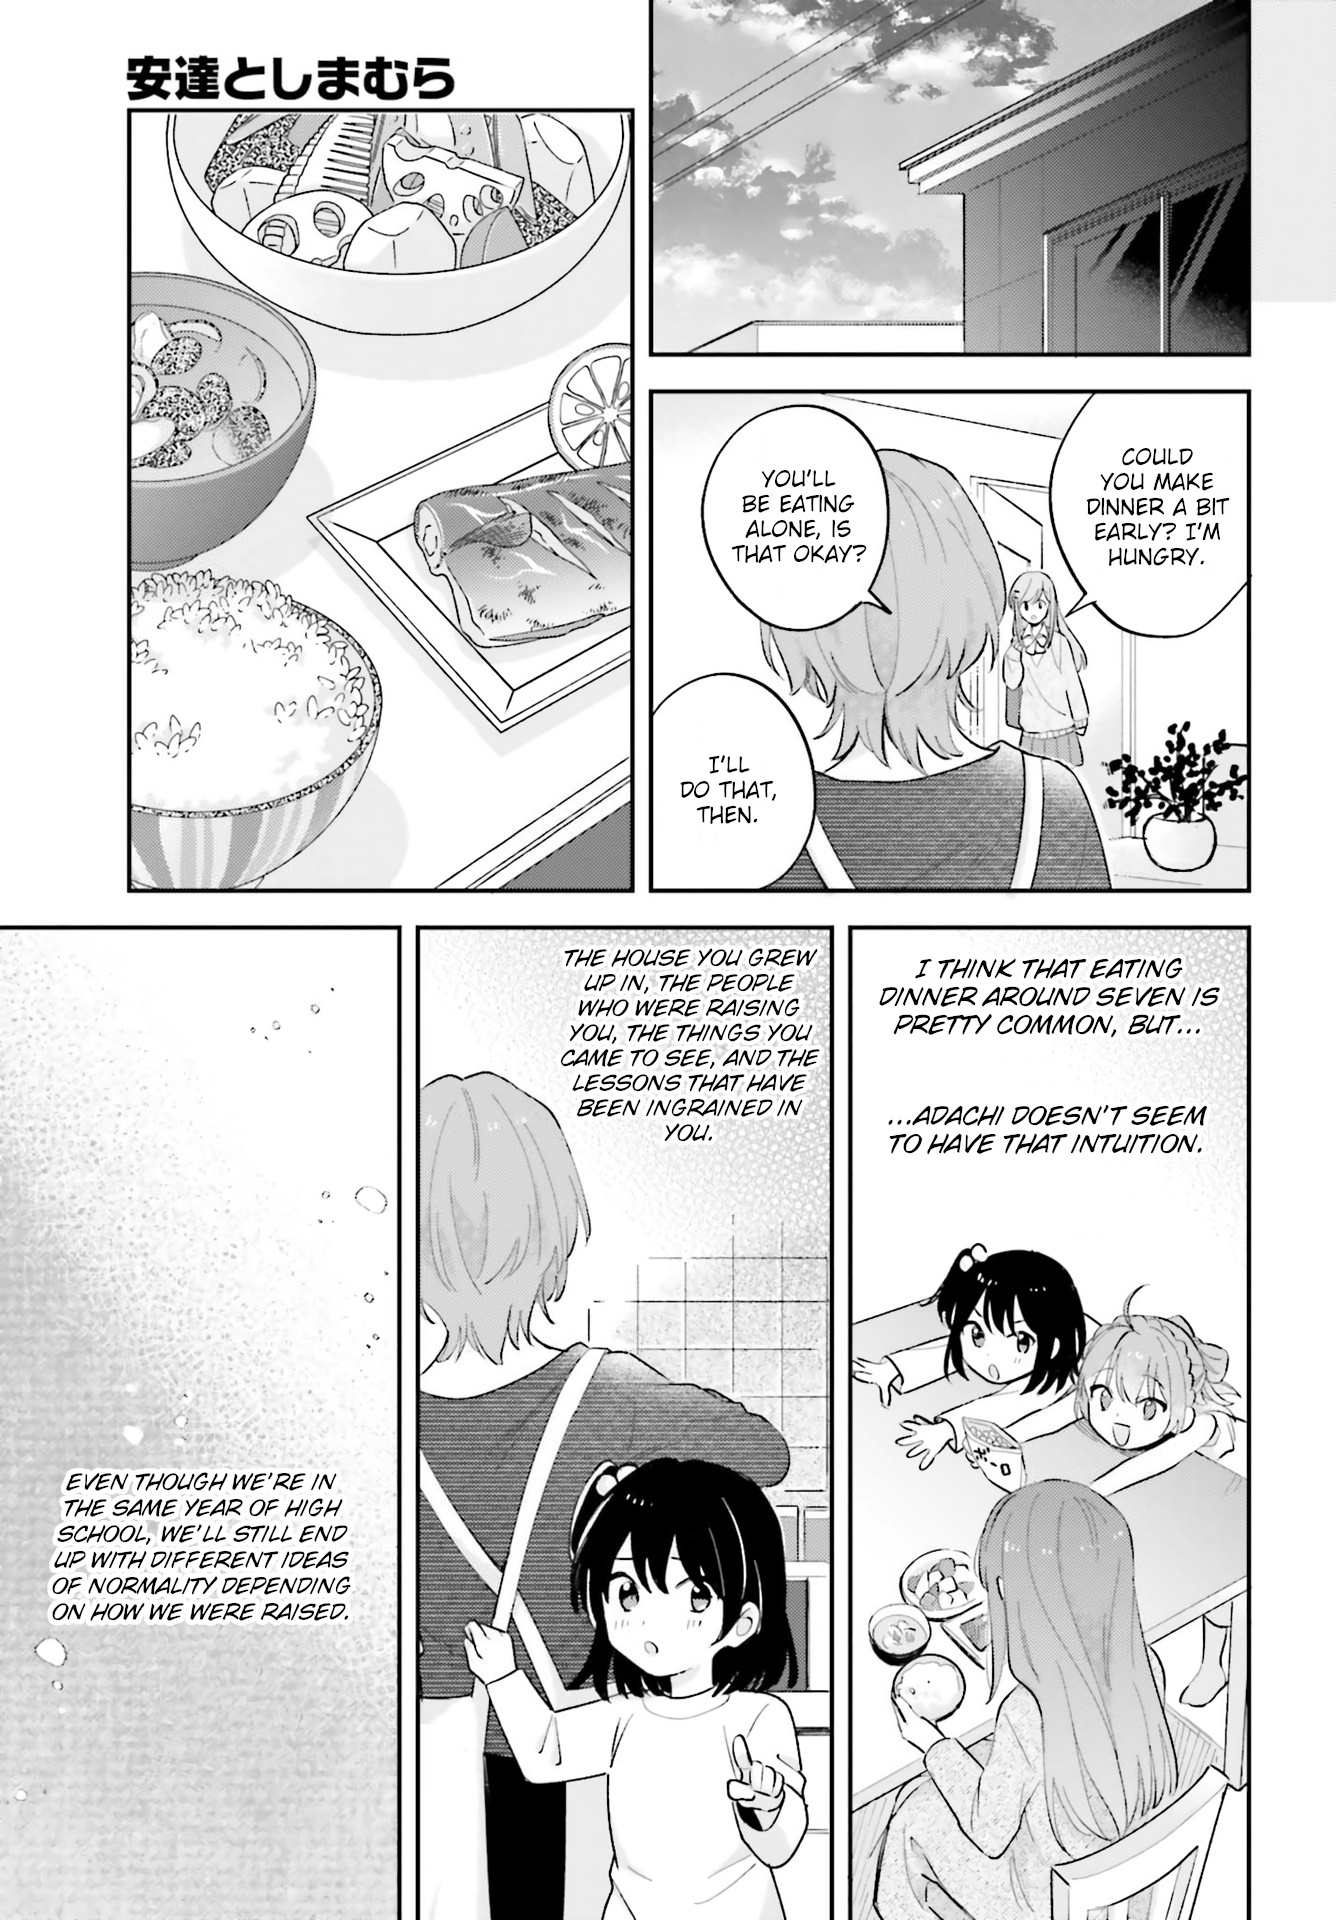 安達としまむら
COULD
YOU MAKE
DINNER A BIT
EARLY? I'M
HUNGRY.
YOU'LL
BE EATING
ALONE, IS
THAT OKAY?
I'LL
DO THAT,
THEN.
I THINK THAT EATING
DINNER AROUND SEVEN IS
PRETTY COMMON, BUT...
...ADACHI DOESN'T SEEM
TO HAVE THAT INTUITION.
THE HOUSE YOU GREW
UP IN, THE PEOPLE
WHO WERE RAISING
YOU, THE THINGS YOU
CAME TO SEE, AND THE
LESSONS THAT HAVE
BEEN INGRAINED IN
YOU.
EVEN THOUGH WE'RE IN
THE SAME YEAR OF HIGH
SCHOOL, WE'LL STILL END
UP WITH DIFFERENT IDEAS
OF NORMALITY DEPENDING
ON HOW WE WERE RAISED.